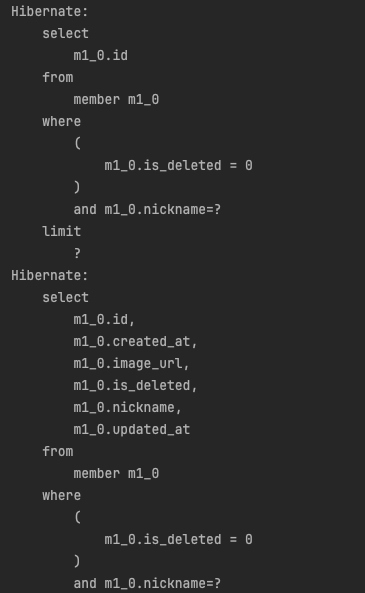 Hibernate:
    select
        m1_0.id
    from
        member m1_0
    where
        (
            m1_0.is_deleted = 0
        )
        and m1_0.nickname=?
    limit
        ?
Hibernate:
    select
        m1_0.id,
        m1_0.created_at,
        m1_0.image_url,
        m1_0.is_deleted,
        m1_0.nickname,
        m1_0.updated_at
    from
        member m1_0
    where
        (
            m1_0.is_deleted = 0
        )
        and m1_0.nickname=?